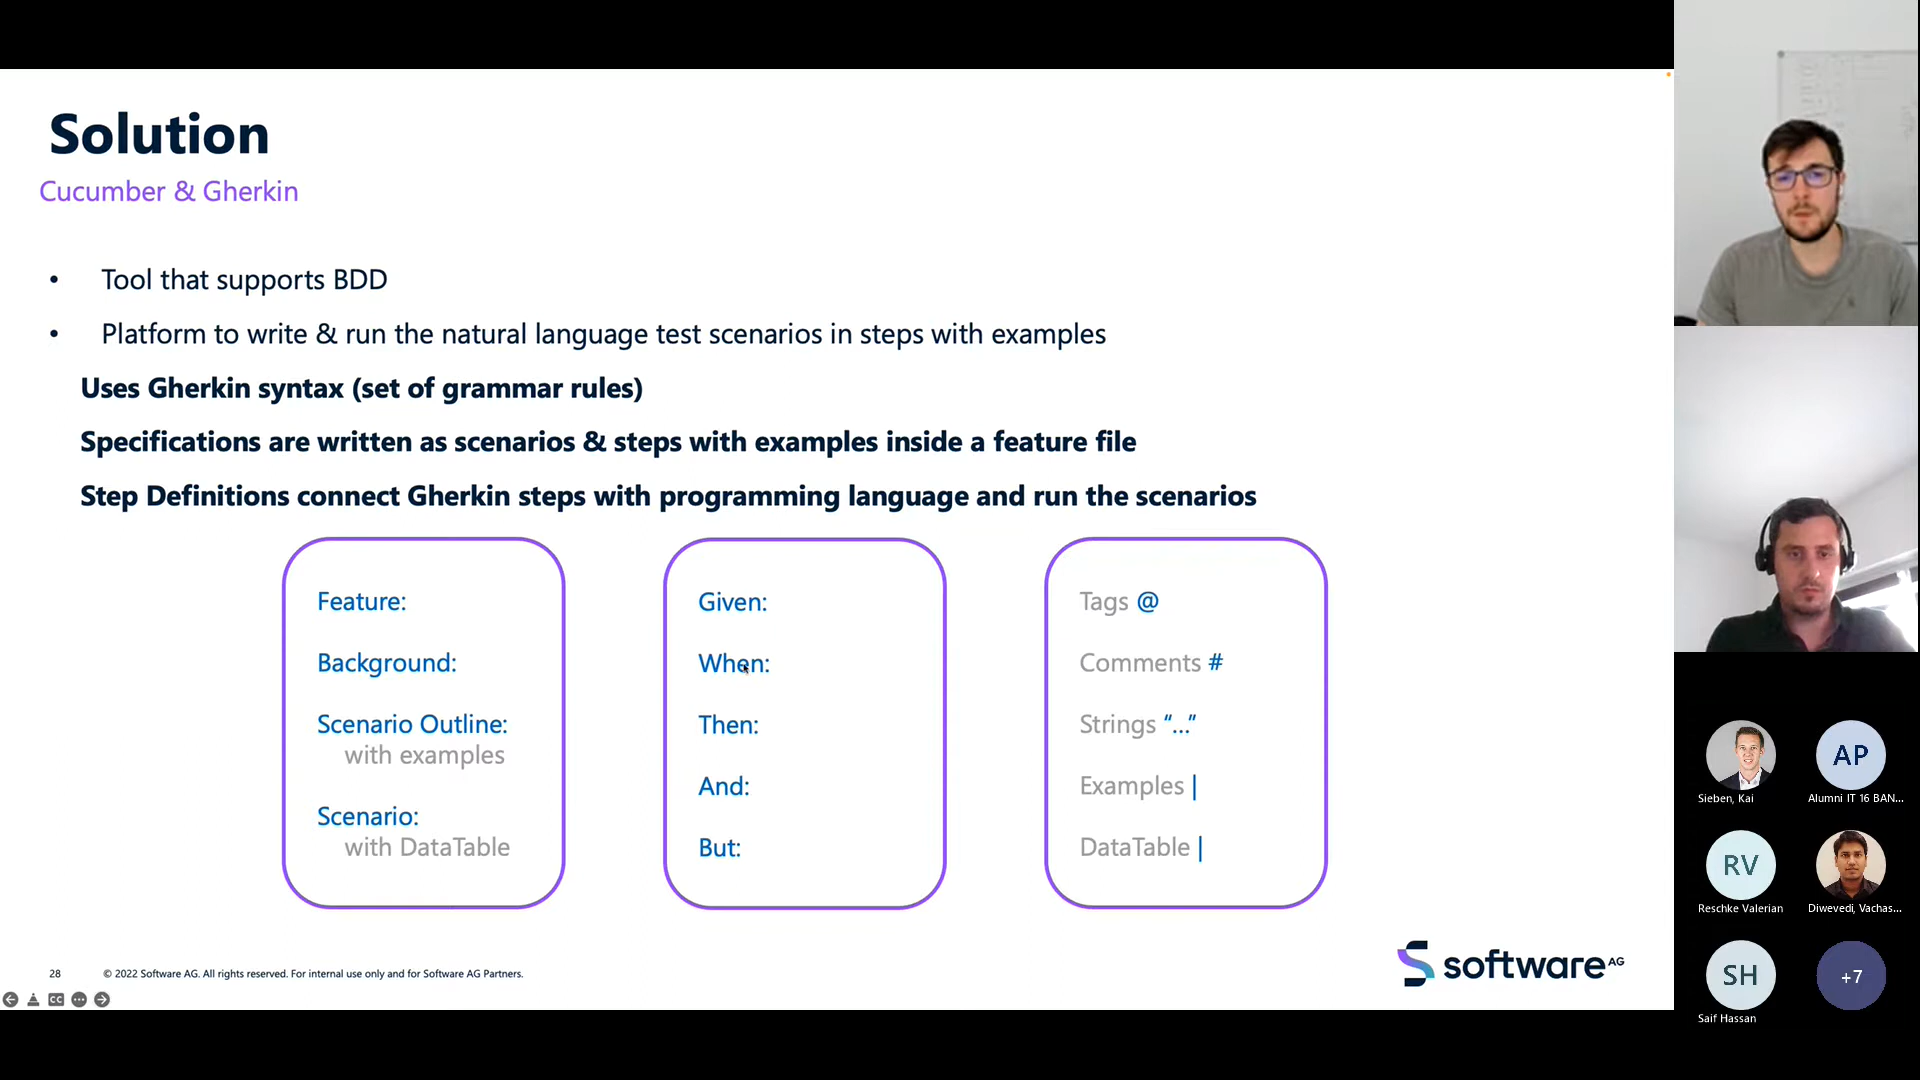 Solution
Cucumber & Gherkin
• Tool that supports BDD
• Platform to write & run the natural language test scenarios in steps with examples
Uses Gherkin syntax (set of grammar rules)
Specifications are written as scenarios & steps with examples inside a feature file
Step Definitions connect Gherkin steps with programming language and run the scenarios
Feature:
Background:
Scenario Outline:
with examples
Scenario:
with DataTable
Given:
When:
Then:
And:
But:
Tags @
Comments #
Strings “...”
Examples |
DataTable |
28
© 2022 Software AG. All rights reserved. For internal use only and for Software AG Partners.
software AG
CC
Sieben, Kai
AP
Alumni IT 16 BAN...
RV
Reschke Valerian
Diwevedi, Vachas...
SH
Saif Hassan
+7